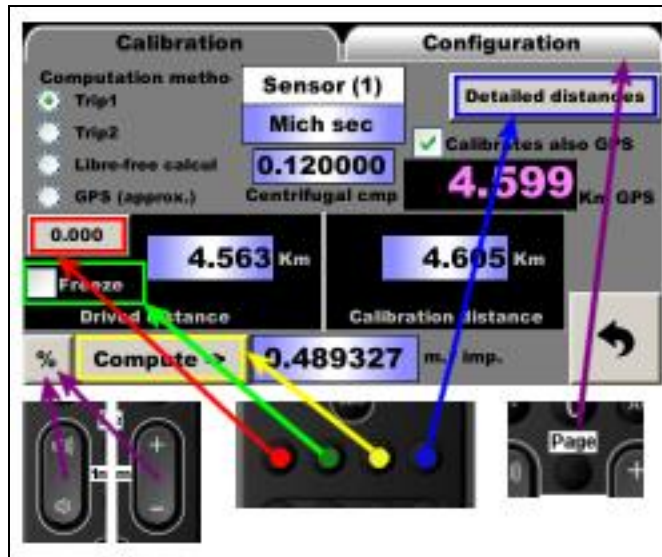 Calibration
Configuration
Computation metho
Trip1
Trip2
Libre-free calcul
GPS (approx.)
Sensor (1)
Mich sec
0.120000
Centrifugal cmp
Detailed distances
Calibrates also GPS
4.599
Km GPS
0.000
Freeze
4.563 Km
Drived distance
4.605 Km
Calibration distance
%
Compute ->
0.489327
m. / imp.
Page